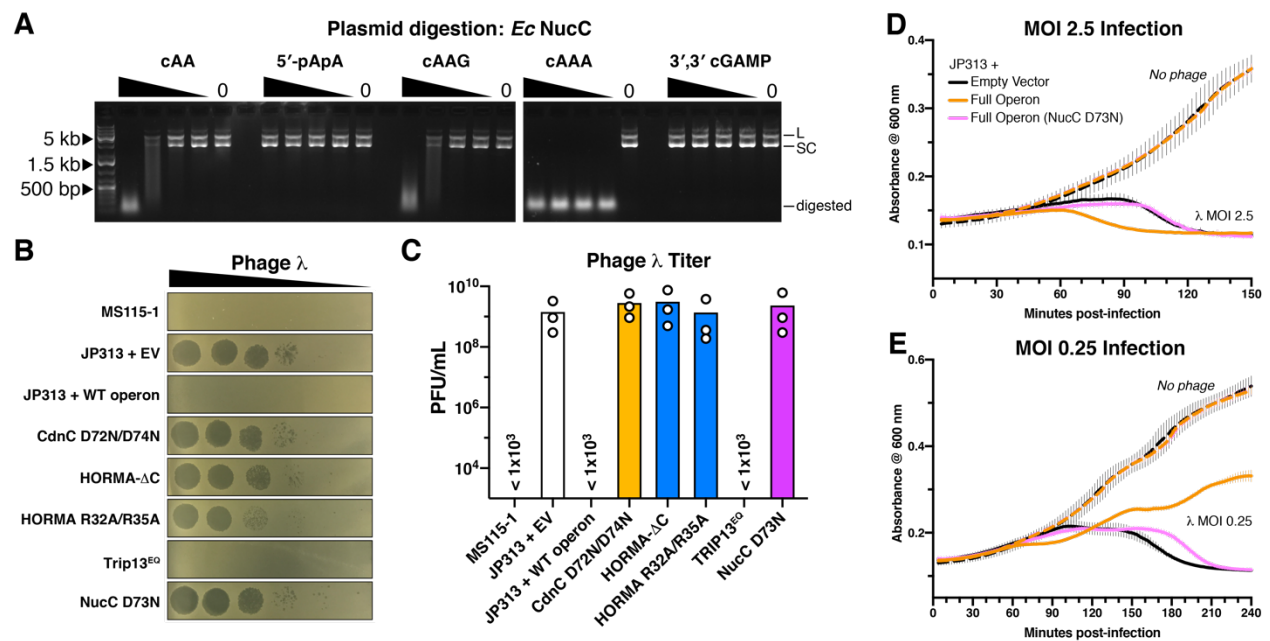 A
Plasmid digestion: Ec NucC
cAA 5′-pApA cAAG cAAA 3′,3′ cGAMP
0 0 0 0 0
5 kb
1.5 kb
500 bp
L
SC
digested
B
Phage λ
MS115-1
JP313 + EV
JP313 + WT operon
CdnC D72N/D74N
HORMA-ΔC
HORMA R32A/R35A
Trip13EQ
NucC D73N
C
Phage λ Titer
PFU/mL
10¹⁰
10⁸
10⁶
10⁴
< 1x10³
< 1x10³
< 1x10³
MS115-1
JP313 + EV
JP313 + WT operon
CdnC D72N/D74N
HORMA-ΔC
HORMA R32A/R35A
TRIP13EQ
NucC D73N
D
MOI 2.5 Infection
JP313 +
Empty Vector
Full Operon
Full Operon (NucC D73N)
No phage
λ MOI 2.5
Absorbance @ 600 nm
0.4
0.3
0.2
0.1
0 30 60 90 120 150
Minutes post-infection
E
MOI 0.25 Infection
No phage
λ MOI 0.25
Absorbance @ 600 nm
0.6
0.4
0.2
0 30 60 90 120 150 180 210 240
Minutes post-infection